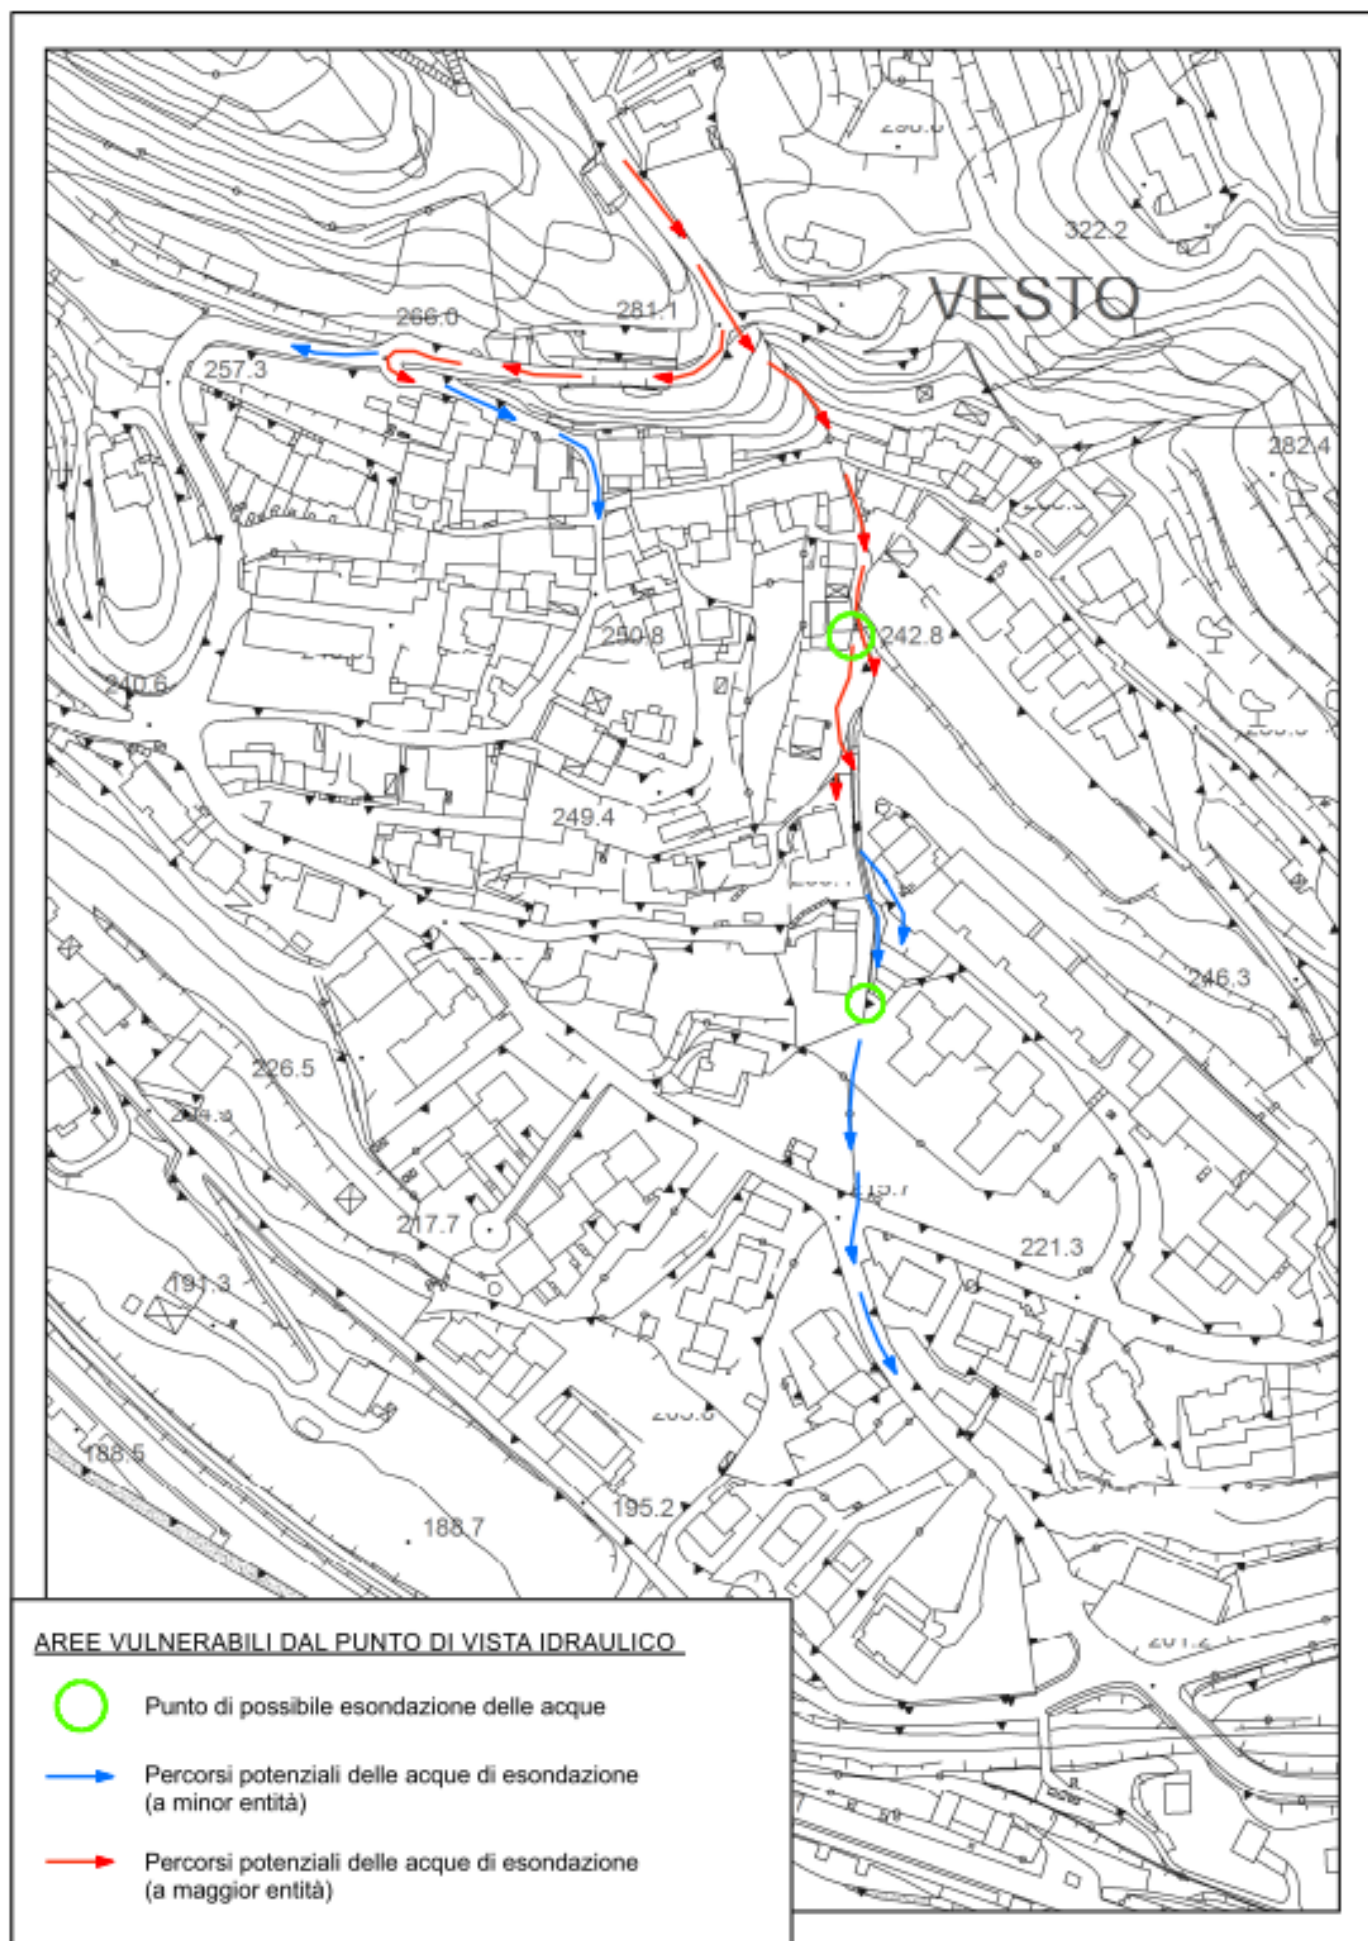 322.2
VESTO
281.1
266.0
257.3
282.4
250.8
242.8
240.6
249.4
246.3
226.5
217.7
221.3
191.3
188.5
195.2
188.7
AREE VULNERABILI DAL PUNTO DI VISTA IDRAULICO
Punto di possibile esondazione delle acque
Percorsi potenziali delle acque di esondazione
(a minor entità)
Percorsi potenziali delle acque di esondazione
(a maggior entità)